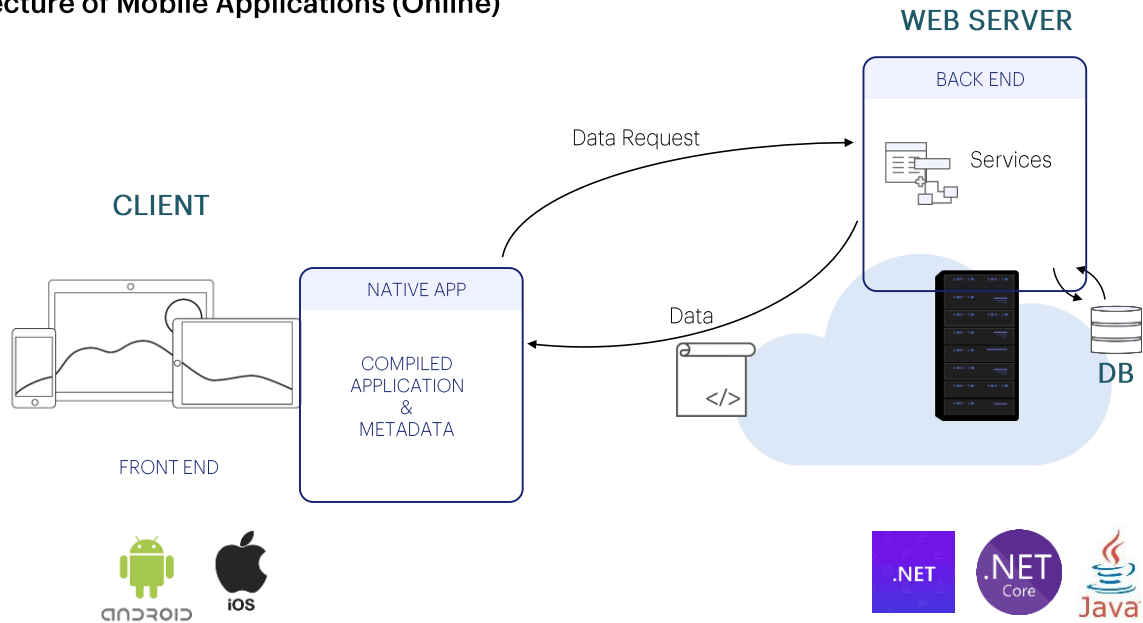 ecture of Mobile Applications (Online)
WEB SERVER
BACK END
Services
Data Request
CLIENT
NATIVE APP
COMPILED
APPLICATION
&
METADATA
Data
</>
DB
FRONT END
android
iOS
.NET
.NET
Core
Java